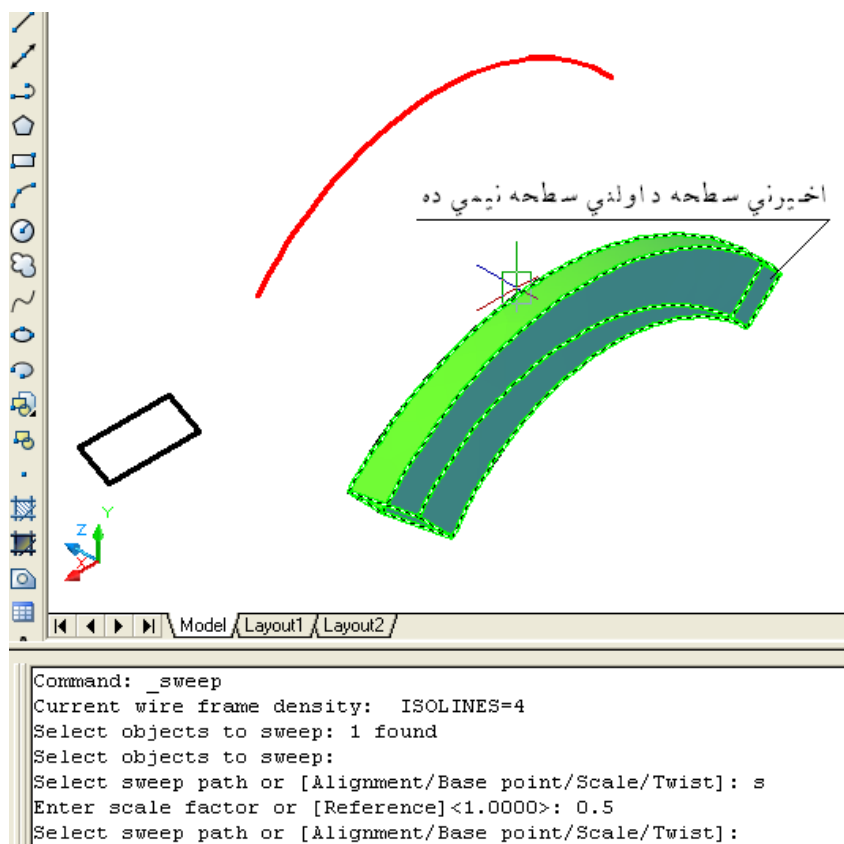 اخيرني سطحه د اولني سطحه نيمي ده
Z
Y
X
Model
Layout1
Layout2
Command: _sweep
Current wire frame density:  ISOLINES=4
Select objects to sweep: 1 found
Select objects to sweep:
Select sweep path or [Alignment/Base point/Scale/Twist]: s
Enter scale factor or [Reference]<1.0000>: 0.5
Select sweep path or [Alignment/Base point/Scale/Twist]: